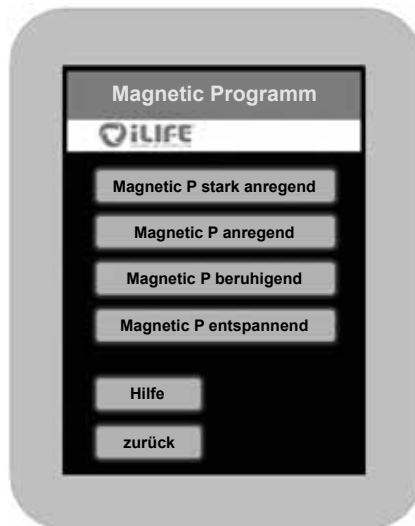 Magnetic Programm
iLIFE
Magnetic P stark anregend
Magnetic P anregend
Magnetic P beruhigend
Magnetic P entspannend
Hilfe
zurück